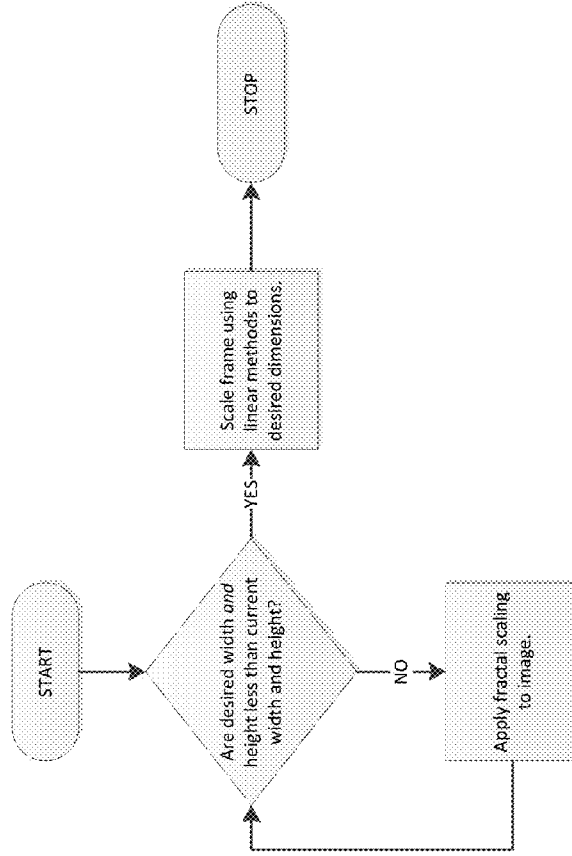 START
Are desired width and
height less than current
width and height?
YES
Scale frame using
linear methods to
desired dimensions.
STOP
NO
Apply fractal scaling
to image.